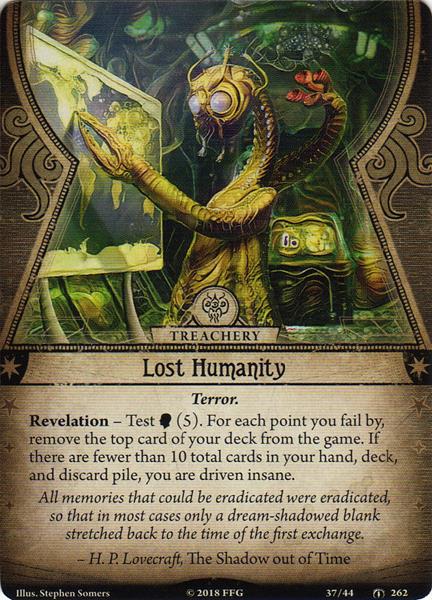 TREACHERY
Lost Humanity
Terror.
Revelation – Test (5). For each point you fail by,
remove the top card of your deck from the game. If
there are fewer than 10 total cards in your hand, deck,
and discard pile, you are driven insane.
All memories that could be eradicated were eradicated,
so that in most cases only a dream-shadowed blank
stretched back to the time of the first exchange.
– H. P. Lovecraft, The Shadow out of Time
Illus. Stephen Somers © 2018 FFG 37/44 262